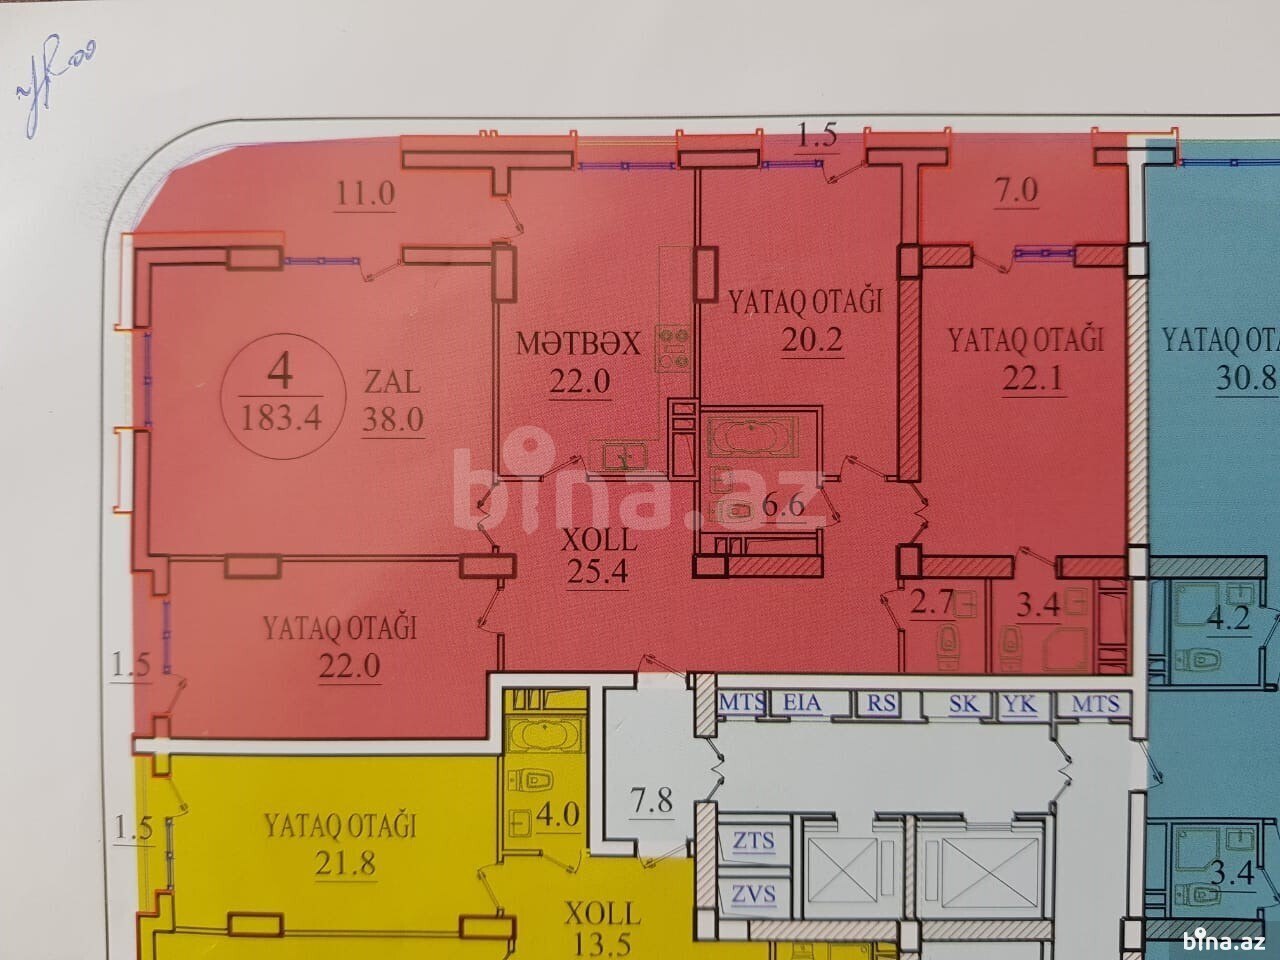 1.5
11.0
7.0
YATAQ OTAĞI
20.2
MƏTBƏX
22.0
YATAQ OTAĞI
22.1
30.8
4
183.4
ZAL
38.0
bina.az
6.6
XOLL
25.4
2.7
3.4
4.2
YATAQ OTAĞI
22.0
1.5
MTS
EIA
RS
SK
YK
MTS
7.8
4.0
1.5
YATAQ OTAĞI
21.8
ZTS
ZVS
3.4
XOLL
13.5
bina.az